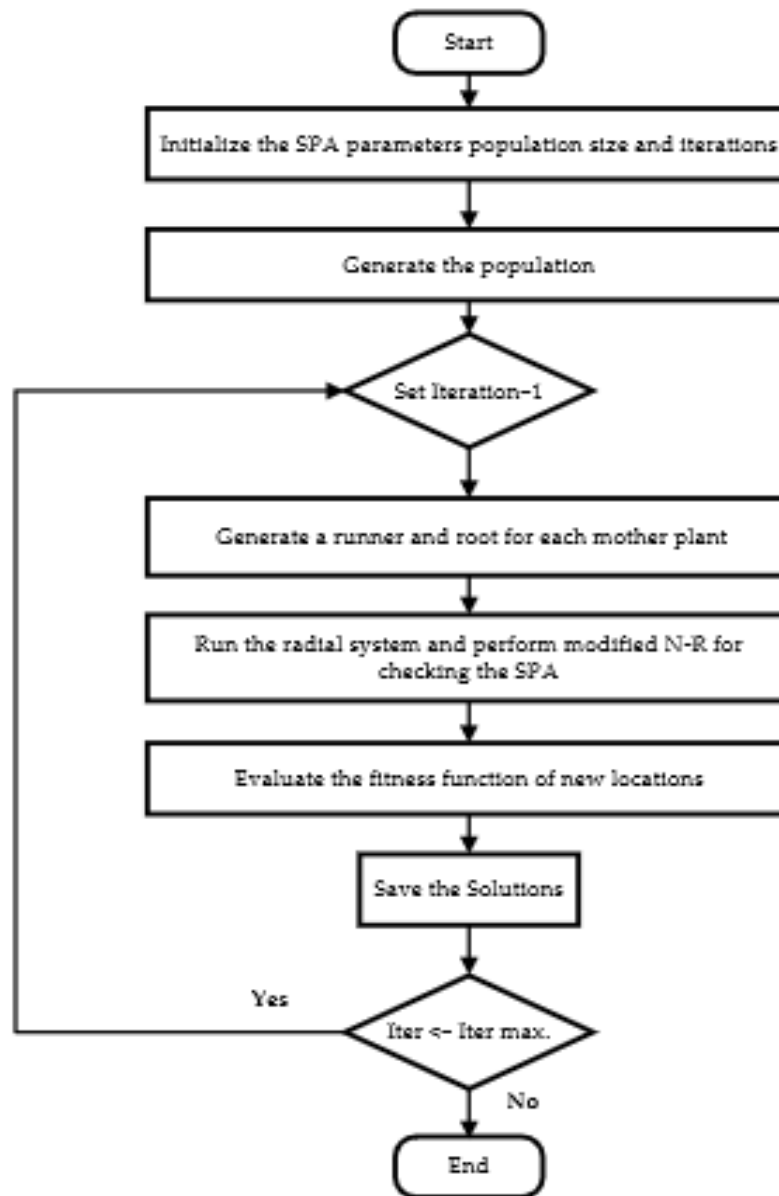 Start
Initialize the SPA parameters population size and iterations
Generate the population
Set Iteration=1
Generate a runner and root for each mother plant
Run the radial system and perform modified N-R for
checking the SPA
Evaluate the fitness function of new locations
Save the Solutions
Yes
Iter <= Iter max.
No
End